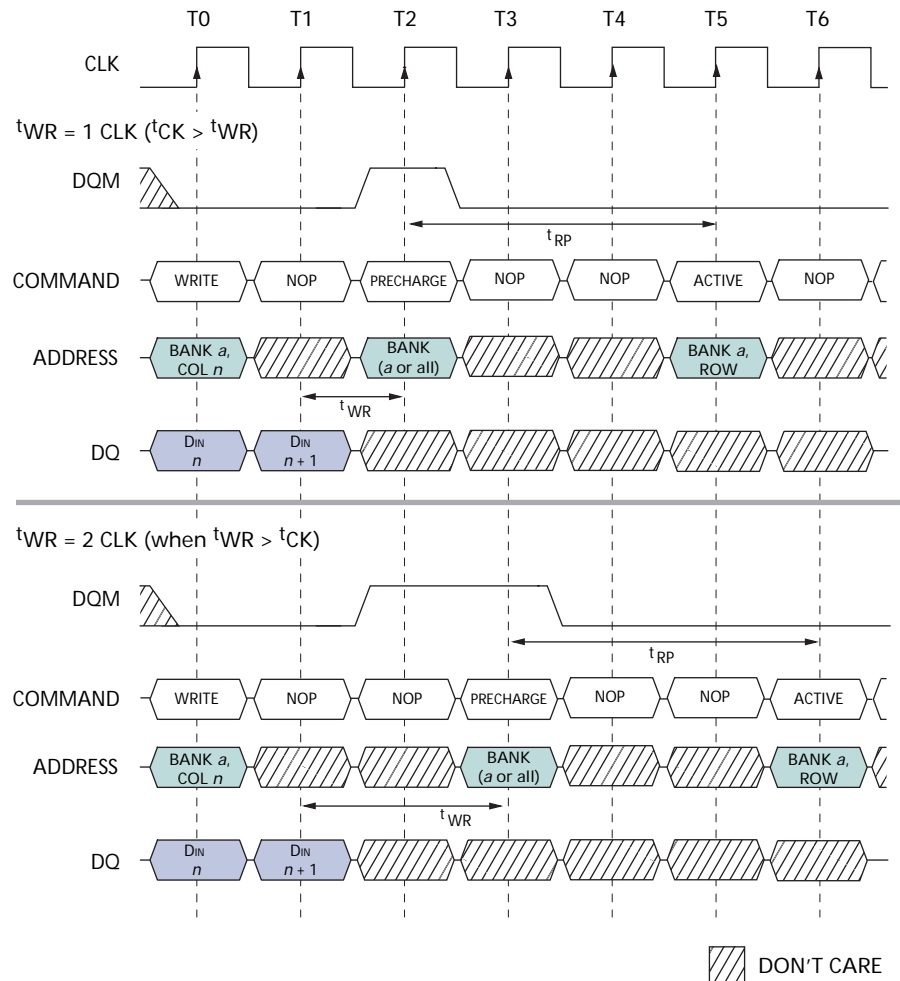 T0 T1 T2 T3 T4 T5 T6
CLK
tWR = 1 CLK (tCK > tWR)
DQM
tRP
COMMAND WRITE NOP PRECHARGE NOP NOP ACTIVE NOP
ADDRESS BANK a, COL n BANK (a or all) BANK a, ROW
tWR
DQ DIN n DIN n + 1
tWR = 2 CLK (when tWR > tCK)
DQM
tRP
COMMAND WRITE NOP NOP PRECHARGE NOP NOP ACTIVE
ADDRESS BANK a, COL n BANK (a or all) BANK a, ROW
tWR
DQ DIN n DIN n + 1
DON'T CARE